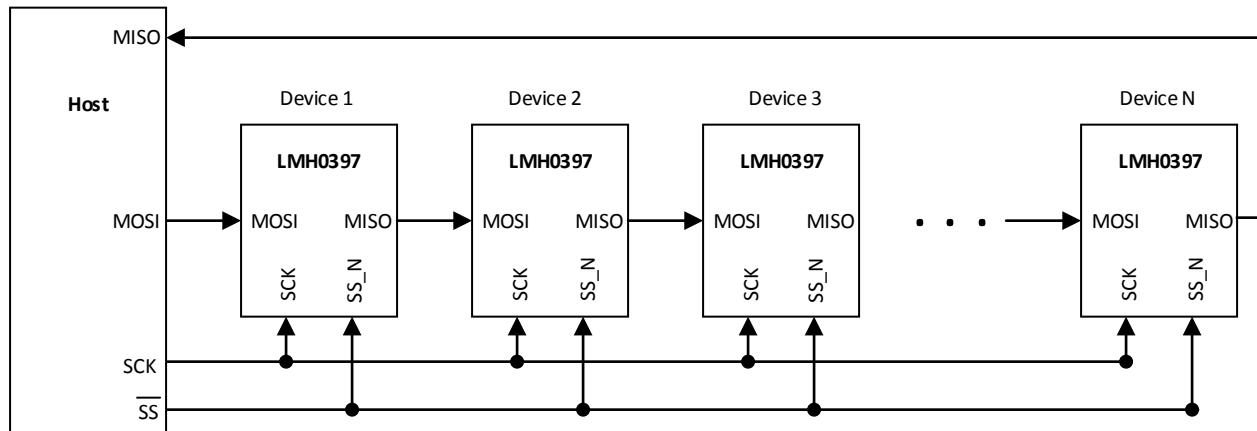 MISO
Host
Device 1
Device 2
Device 3
Device N
LMH0397
LMH0397
LMH0397
LMH0397
MOSI
MOSI MISO
MOSI MISO
MOSI MISO
. . .
MOSI MISO
SCK SS_N
SCK SS_N
SCK SS_N
SCK SS_N
SCK
SS